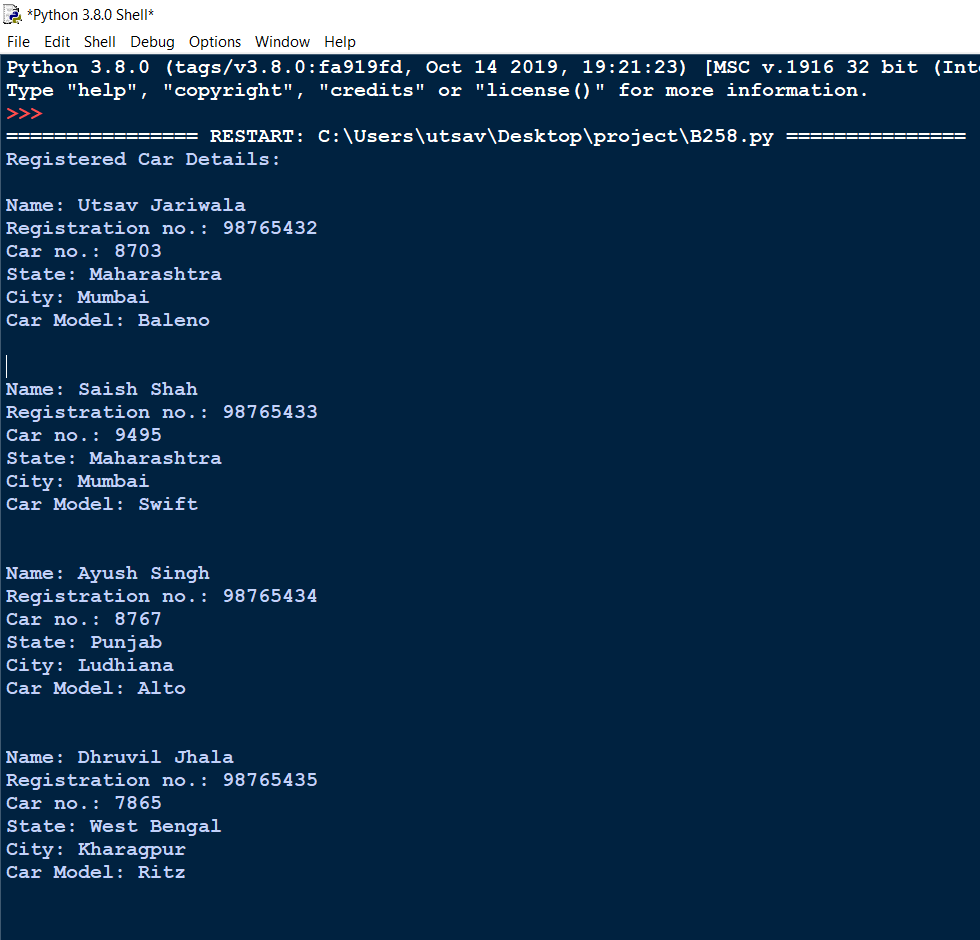 *Python 3.8.0 Shell*
File Edit Shell Debug Options Window Help
Python 3.8.0 (tags/v3.8.0:fa919fd, Oct 14 2019, 19:21:23) [MSC v.1916 32 bit
Type "help", "copyright", "credits" or "license()" for more information.
>>>
================ RESTART: C:\Users\utsav\Desktop\project\B258.py ===============
Registered Car Details:
Name: Utsav Jariwala
Registration no.: 98765432
Car no.: 8703
State: Maharashtra
City: Mumbai
Car Model: Baleno
Name: Saish Shah
Registration no.: 98765433
Car no.: 9495
State: Maharashtra
City: Mumbai
Car Model: Swift
Name: Ayush Singh
Registration no.: 98765434
Car no.: 8767
State: Punjab
City: Ludhiana
Car Model: Alto
Name: Dhruvil Jhala
Registration no.: 98765435
Car no.: 7865
State: West Bengal
City: Kharagpur
Car Model: Ritz